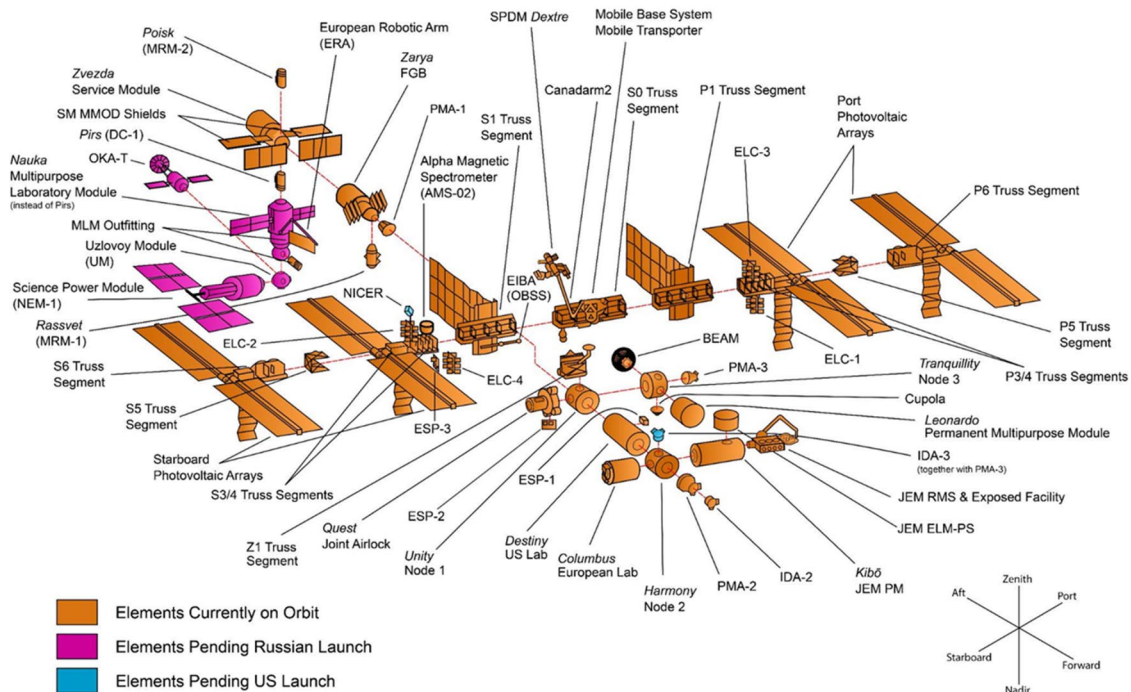 Poisk
(MRM-2)
European Robotic Arm
(ERA)
Zvezda
Service Module
SM MMOD Shields
Pirs (DC-1)
OKA-T
Nauka
Multipurpose
Laboratory Module
(instead of Pirs)
MLM Outfitting
Uzlovoy Module
(UM)
Science Power Module
(NEM-1)
Rassvet
(MRM-1)
Zarya
FGB
PMA-1
Alpha Magnetic
Spectrometer
(AMS-02)
S1 Truss
Segment
SPDM Dextre
Canadarm2
Mobile Base System
Mobile Transporter
S0 Truss
Segment
P1 Truss Segment
ELC-3
Port
Photovoltaic
Arrays
P6 Truss Segment
P5 Truss
Segment
P3/4 Truss Segments
ELC-1
NICER
EIBA
(OBSS)
ELC-2
ELC-4
ESP-3
S6 Truss
Segment
S5 Truss
Segment
Starboard
Photovoltaic Arrays
S3/4 Truss Segments
BEAM
PMA-3
Tranquility
Node 3
Cupola
Leonardo
Permanent Multipurpose Module
IDA-3
(together with PMA-3)
JEM RMS & Exposed Facility
JEM ELM-PS
Kibō
JEM PM
IDA-2
PMA-2
Harmony
Node 2
Columbus
European Lab
Destiny
US Lab
ESP-1
ESP-2
Unity
Node 1
Quest
Joint Airlock
Z1 Truss
Segment
Elements Currently on Orbit
Elements Pending Russian Launch
Elements Pending US Launch
Zenith
Aft
Port
Starboard
Forward
Nadir